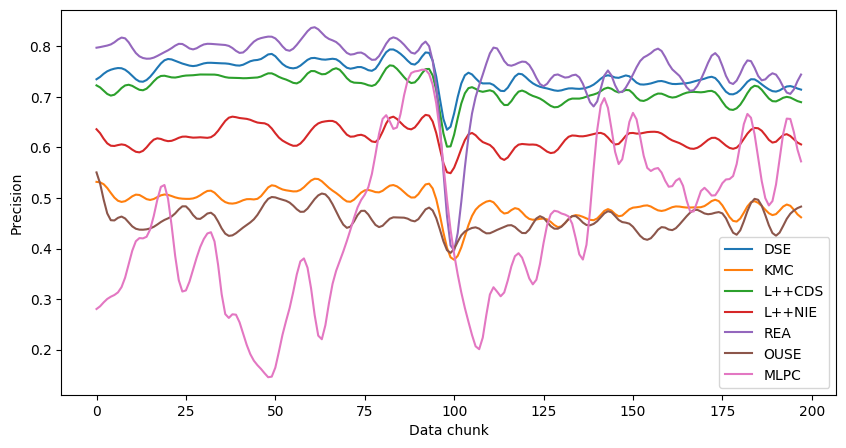 Precision
0.8
0.7
0.6
0.5
0.4
0.3
0.2
0 25 50 75 100 125 150 175 200
Data chunk
DSE
KMC
L++CDS
L++NIE
REA
OUSE
MLPC